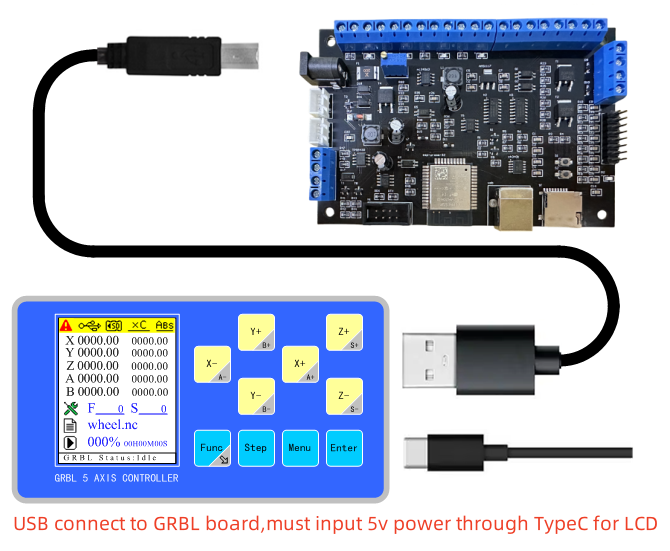 ×C Abs
X 0000.00 0000.00
Y 0000.00 0000.00
Z 0000.00 0000.00
A 0000.00 0000.00
B 0000.00 0000.00
F 0 S 0
wheel.nc
000% 00H00M00S
GRBL Status:Idle
GRBL 5 AXIS CONTROLLER
Y+
B+
Z+
S+
X-
A-
X+
A+
Y-
B-
Z-
S-
Func
Step
Menu
Enter
USB connect to GRBL board,must input 5v power through TypeC for LCD